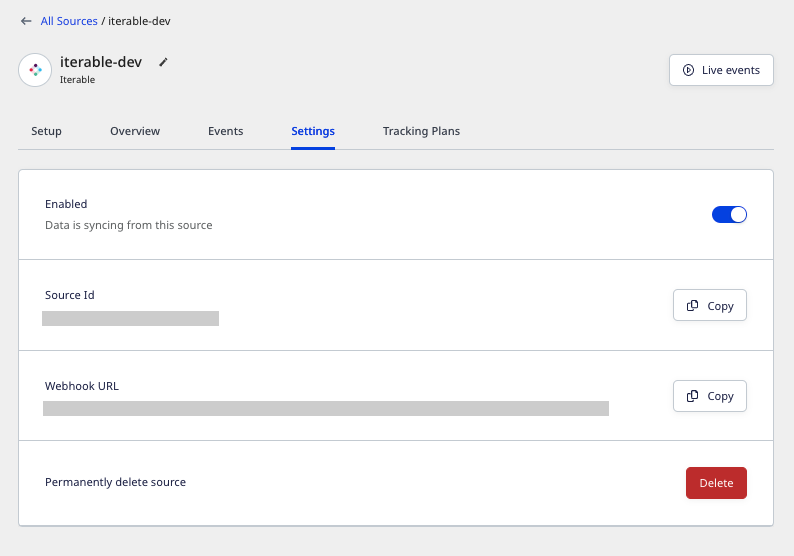 ← All Sources / iterable-dev
iterable-dev
Iterable
Live events
Setup Overview Events Settings Tracking Plans
Enabled
Data is syncing from this source
Source Id
Copy
Webhook URL
Copy
Permanently delete source
Delete